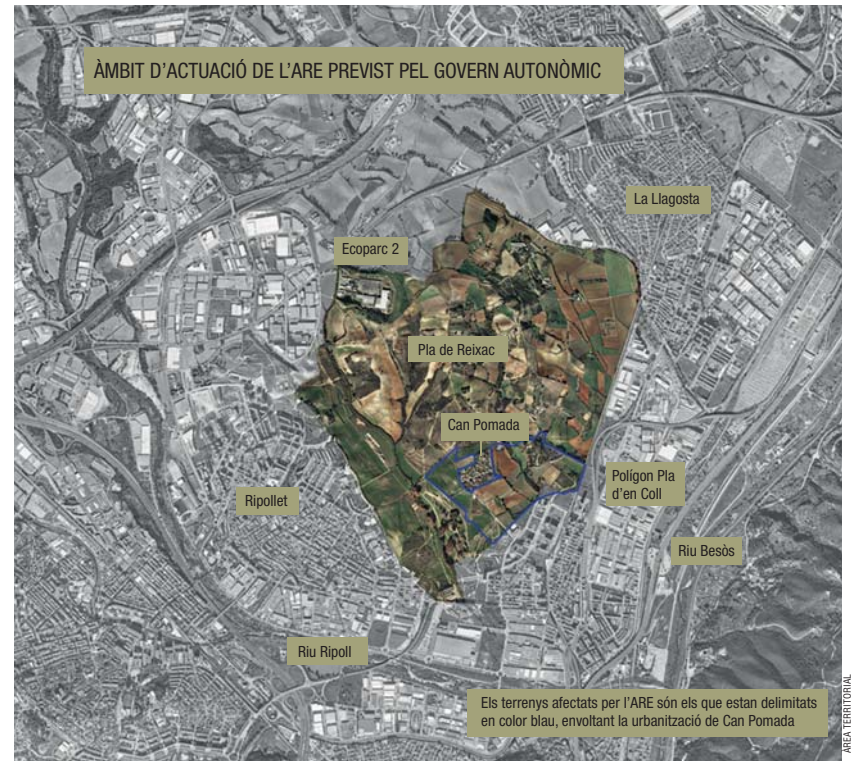 ÀMBIT D'ACTUACIÓ DE L'ARE PREVIST PEL GOVERN AUTONÒMIC
La Llagosta
Ecoparc 2
Pla de Reixac
Can Pomada
Polígon Pla
d'en Coll
Ripollet
Riu Besòs
Riu Ripoll
Els terrenys afectats per l'ARE són els que estan delimitats
en color blau, envoltant la urbanització de Can Pomada
ÀREA TERRITORIAL